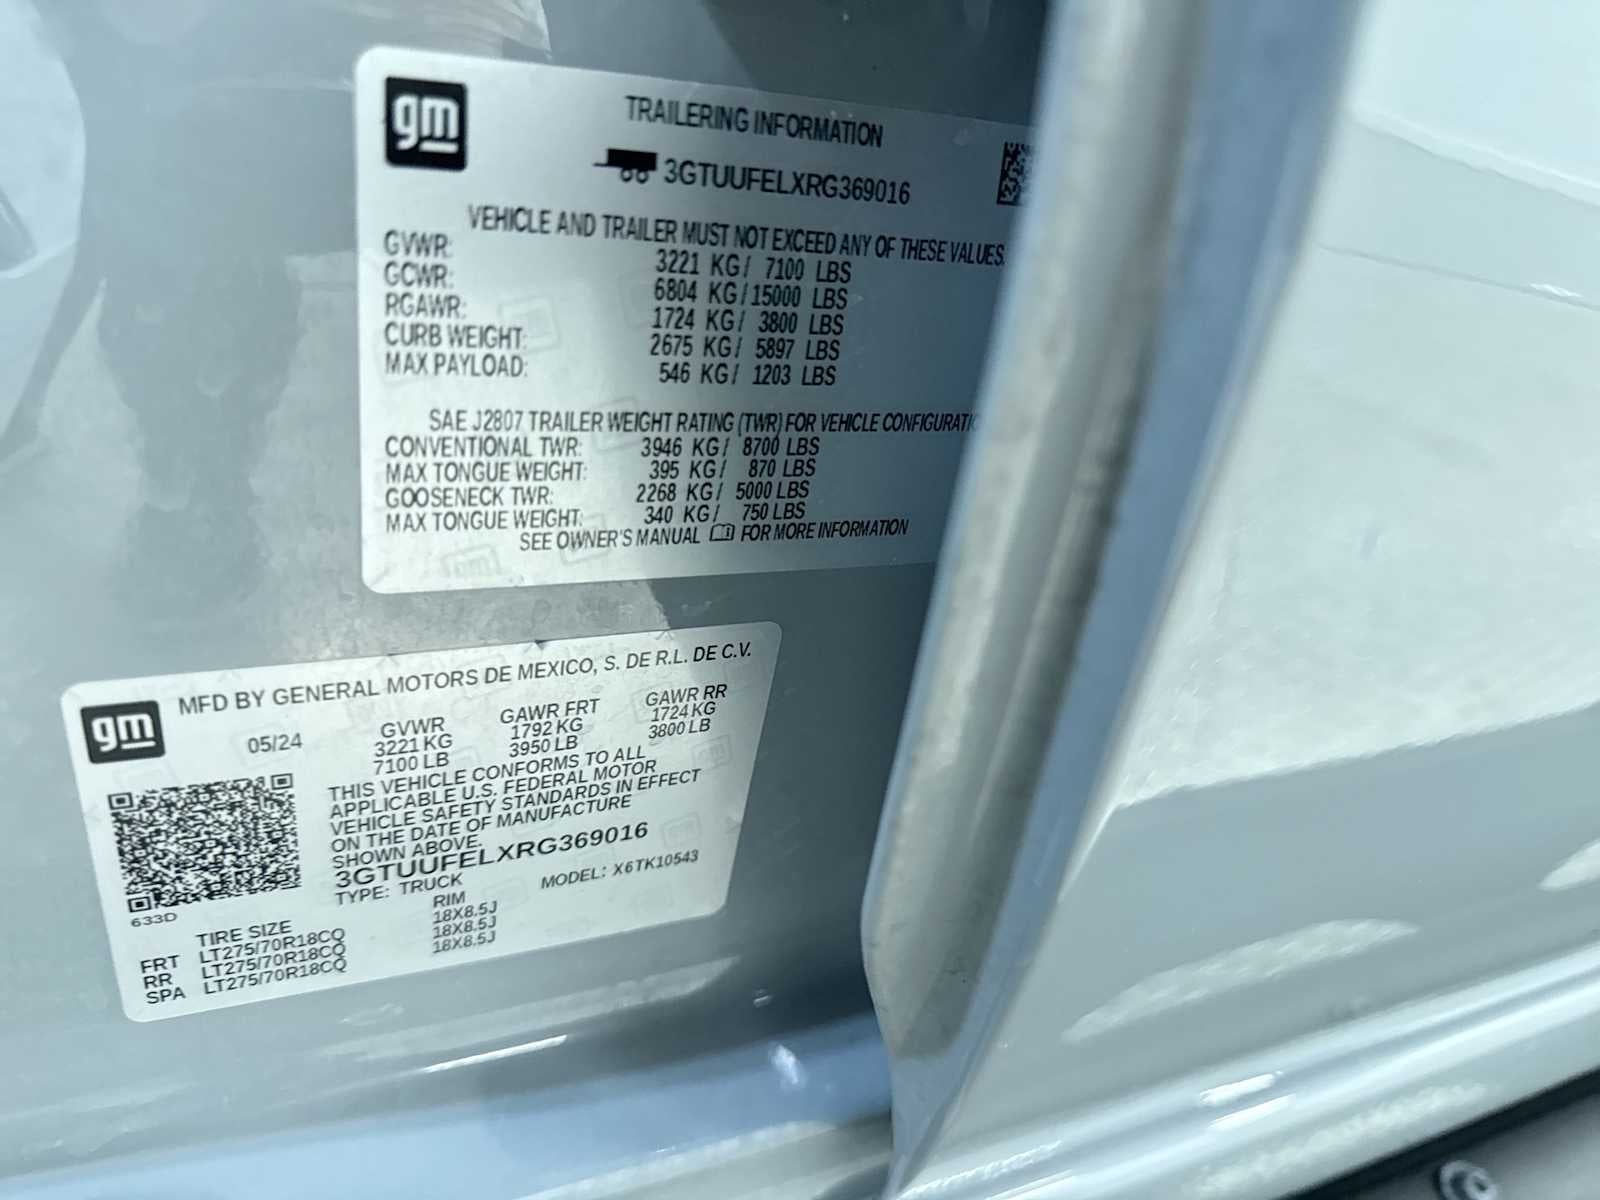 gm
TRAILERING INFORMATION
3GTUUFELXRG369016
VEHICLE AND TRAILER MUST NOT EXCEED ANY OF THESE VALUES.
GVWR: 3221 KG/ 7100 LBS
GCWR: 6804 KG/ 15000 LBS
RGAWR: 1724 KG/ 3800 LBS
CURB WEIGHT: 2675 KG/ 5897 LBS
MAX PAYLOAD: 546 KG/ 1203 LBS
SAE J2807 TRAILER WEIGHT RATING (TWR) FOR VEHICLE
CONVENTIONAL TWR: 3946 KG/ 8700 LBS
MAX TONGUE WEIGHT: 395 KG/ 870 LBS
GOOSENECK TWR: 2268 KG/ 5000 LBS
MAX TONGUE WEIGHT: 340 KG/ 750 LBS
SEE OWNER'S MANUAL FOR MORE INFORMATION
gm
MFD BY GENERAL MOTORS DE MEXICO, S. DE R.L. DE C.V.
05/24
GVWR GAWR FRT GAWR RR
3221 KG 1792 KG 1724 KG
7100 LB 3950 LB 3800 LB
THIS VEHICLE CONFORMS TO ALL
APPLICABLE U.S. FEDERAL MOTOR
VEHICLE SAFETY STANDARDS IN EFFECT
ON THE DATE OF MANUFACTURE
SHOWN ABOVE.
3GTUUFELXRG369016
TYPE: TRUCK MODEL: X6TK10543
633D
TIRE SIZE RIM
FRT LT275/70R18CQ 18X8.5J
RR LT275/70R18CQ 18X8.5J
SPA LT275/70R18CQ 18X8.5J